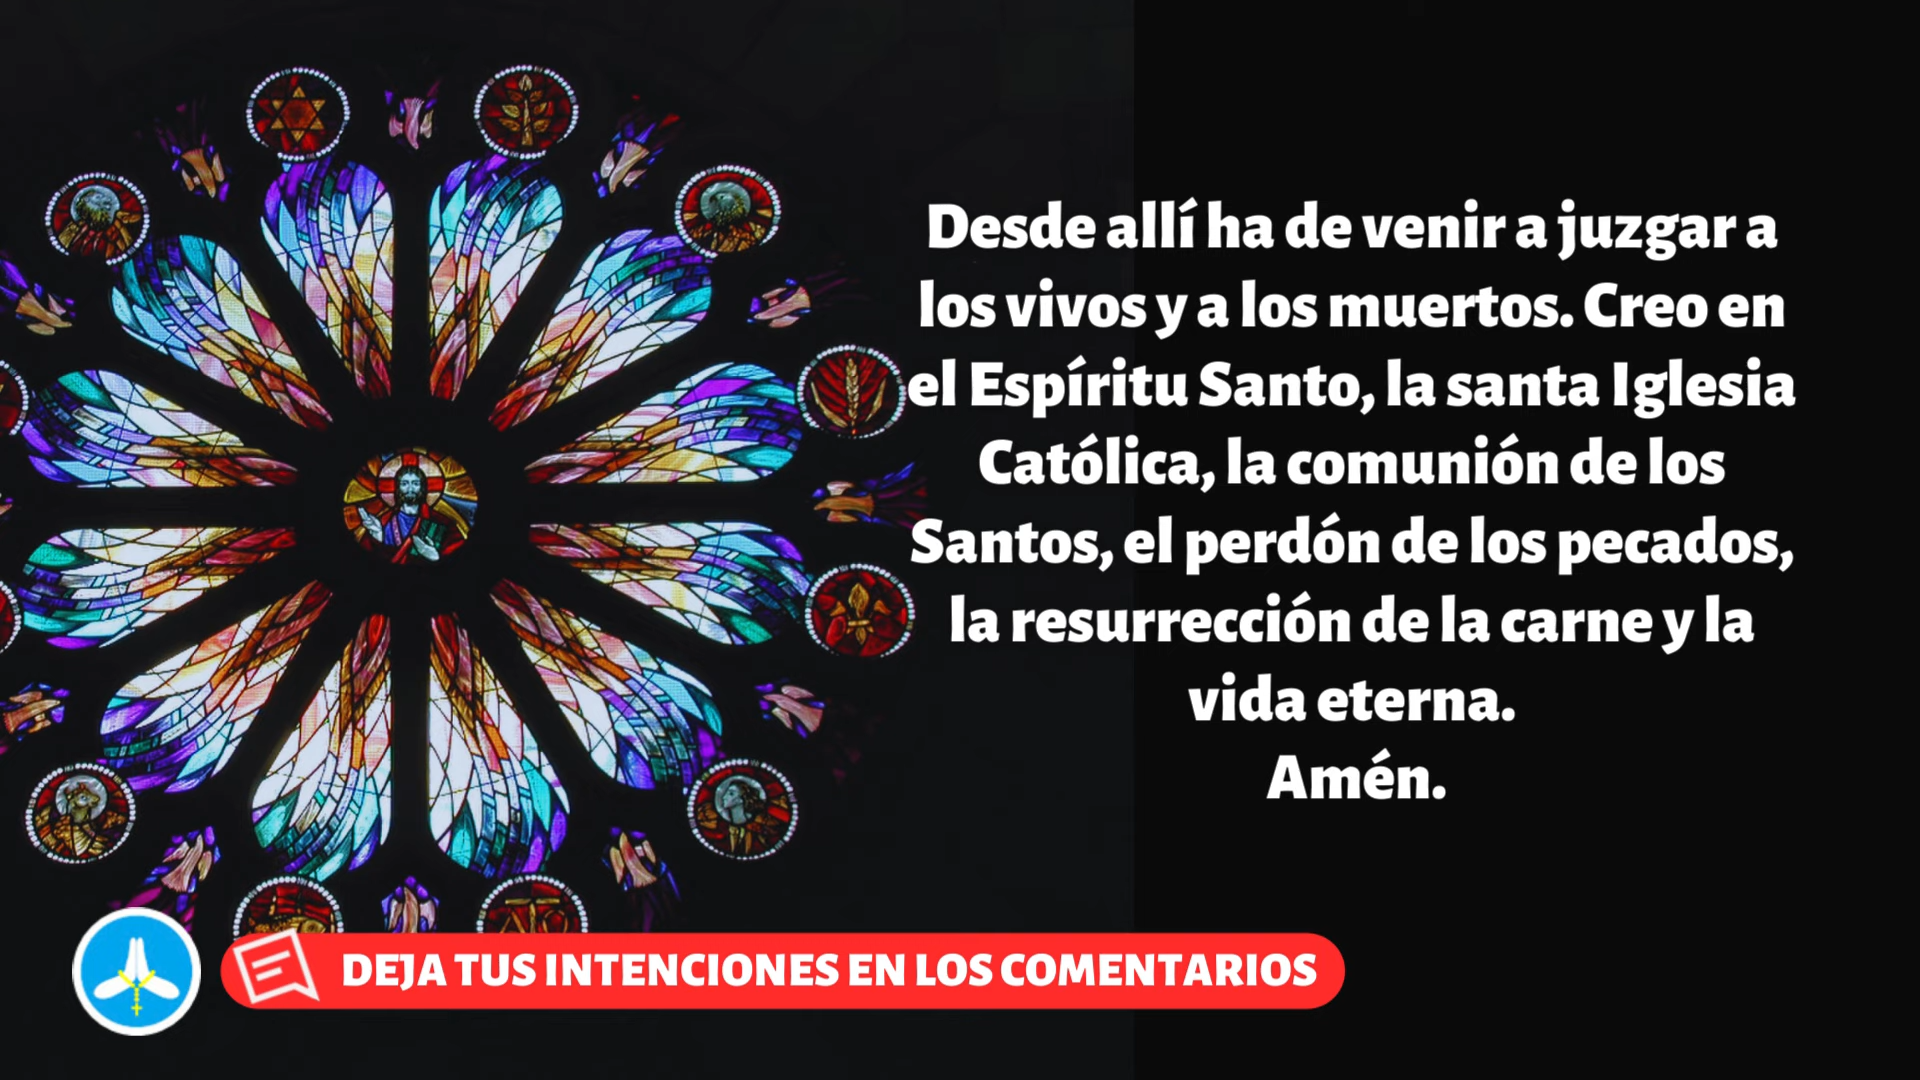 Desde allí ha de venir a juzgar a
los vivos y a los muertos. Creo en
el Espíritu Santo, la santa Iglesia
Católica, la comunión de los
Santos, el perdón de los pecados,
la resurrección de la carne y la
vida eterna.
Amén.
DEJA TUS INTENCIONES EN LOS COMENTARIOS